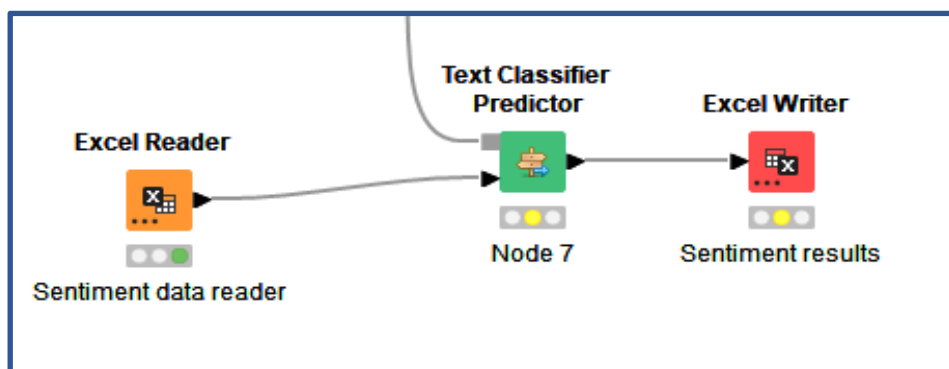 Text Classifier
Predictor
Excel Writer
Excel Reader
Node 7
Sentiment results
Sentiment data reader